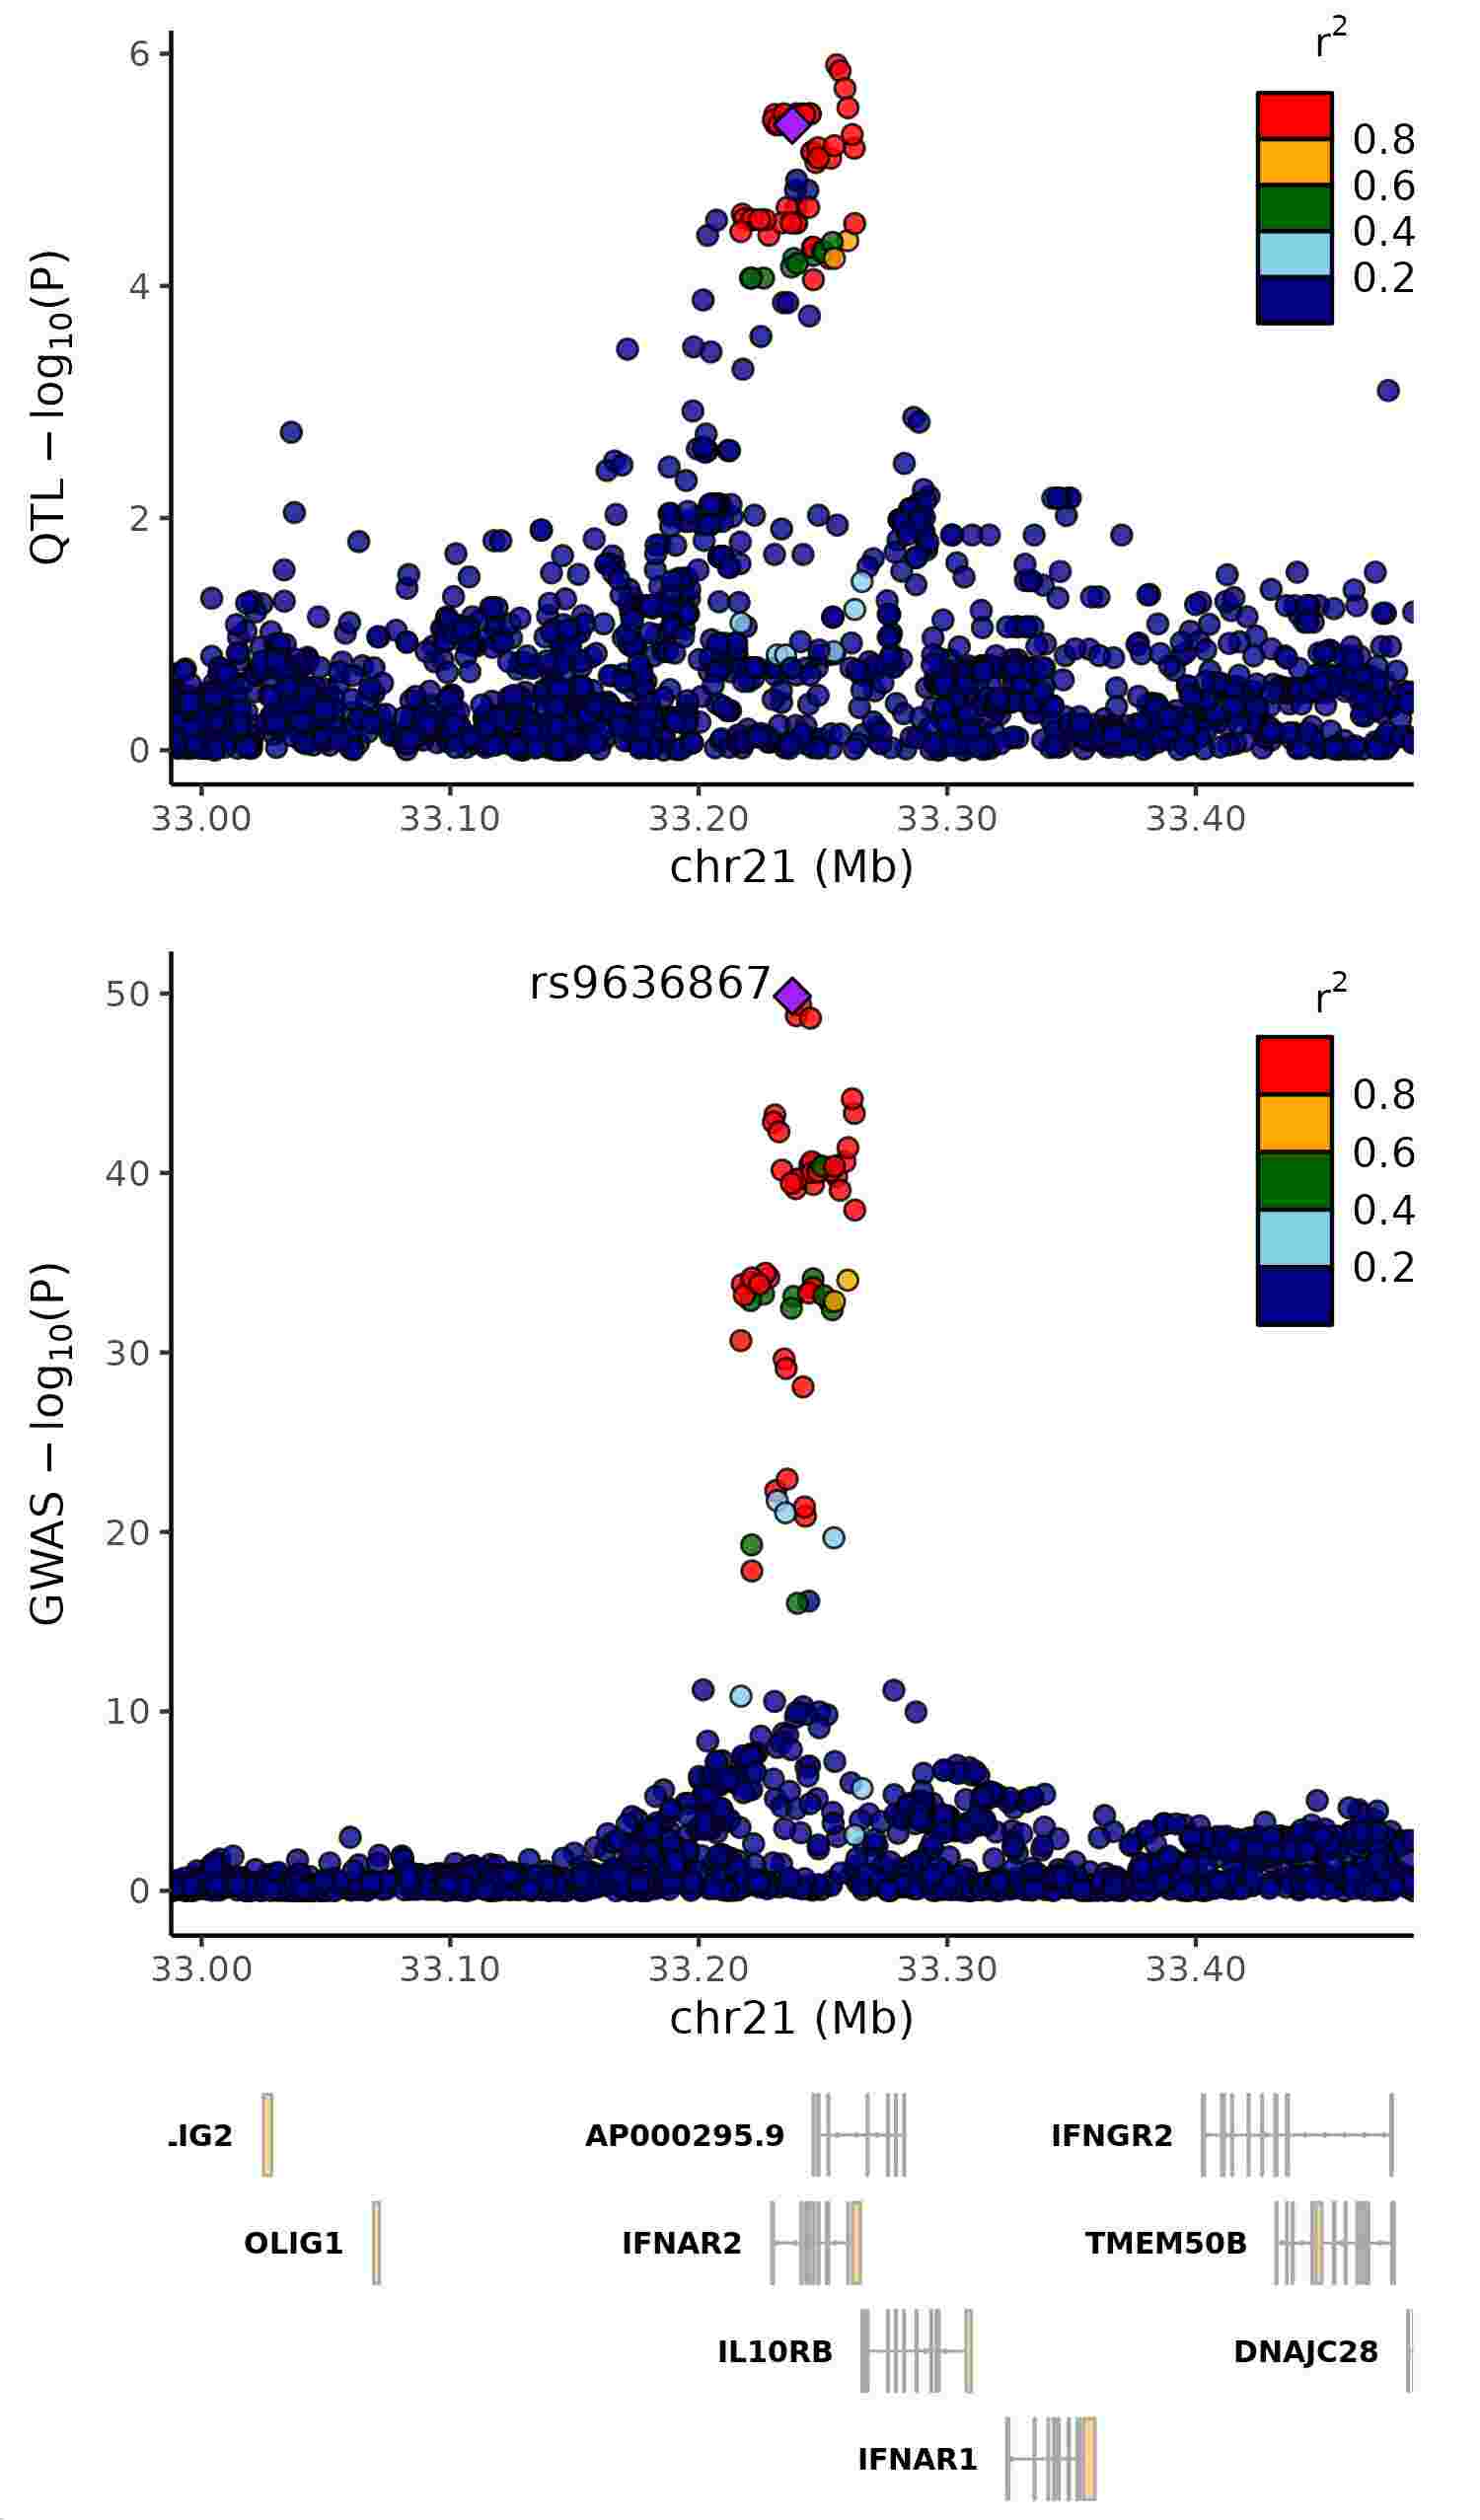 r2
6
4
2
0
0.8
0.6
0.4
0.2
QTL −log10(P)
33.00 33.10 33.20 33.30 33.40
chr21 (Mb)
rs9636867
r2
50
40
30
20
10
0
0.8
0.6
0.4
0.2
GWAS −log10(P)
33.00 33.10 33.20 33.30 33.40
chr21 (Mb)
LIG2 AP000295.9 IFNGR2
OLIG1 IFNAR2 TMEM50B
IL10RB DNAJC28
IFNAR1